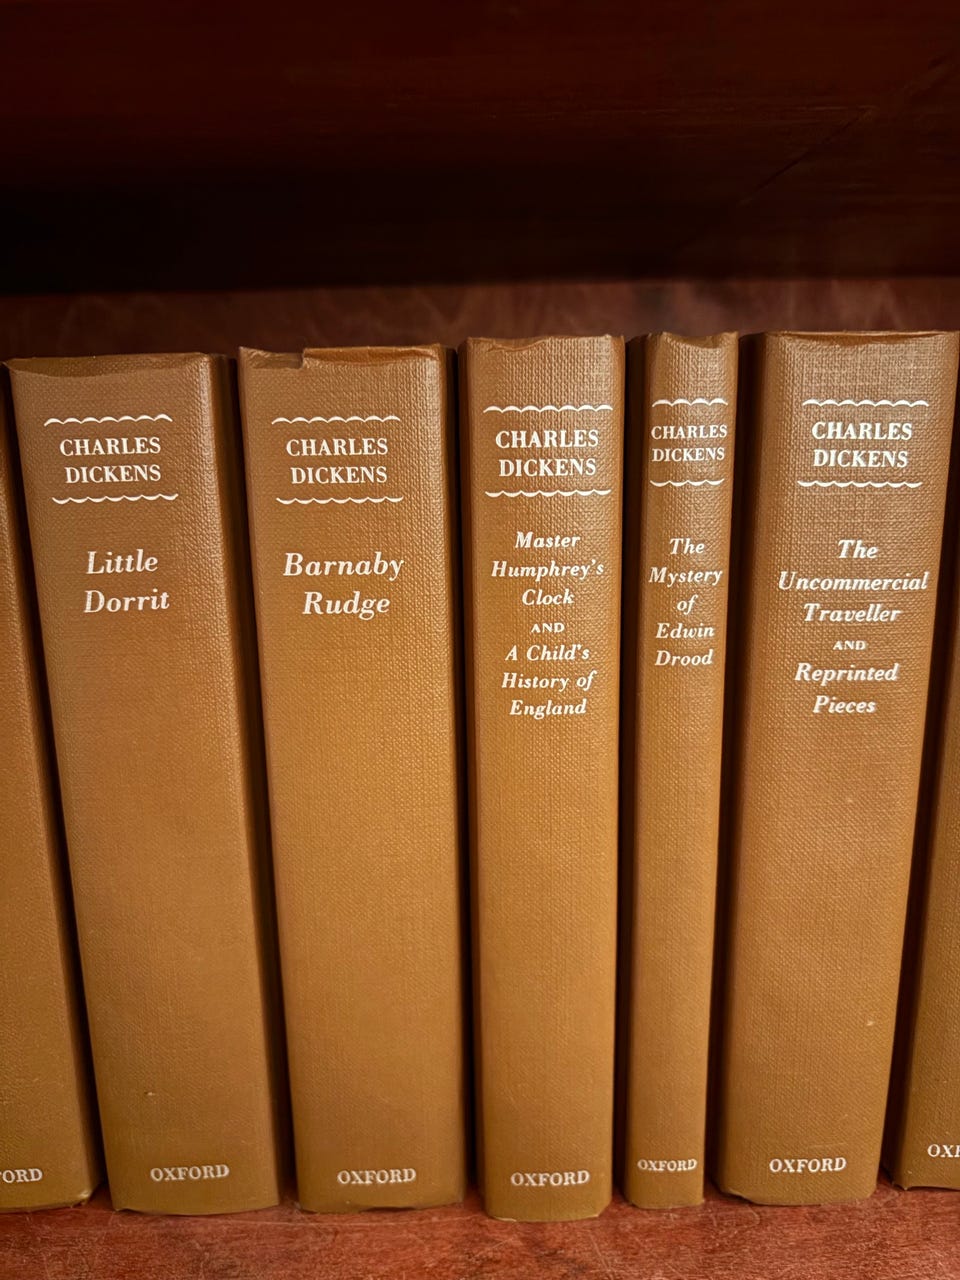 CHARLES
DICKENS
Little
Dorrit
OXFORD
CHARLES
DICKENS
Barnaby
Rudge
OXFORD
CHARLES
DICKENS
Master
Humphrey's
Clock
AND
A Child's
History of
England
OXFORD
CHARLES
DICKENS
The
Mystery
of
Edwin
Drood
OXFORD
CHARLES
DICKENS
The
Uncommercial
Traveller
AND
Reprinted
Pieces
OXFORD